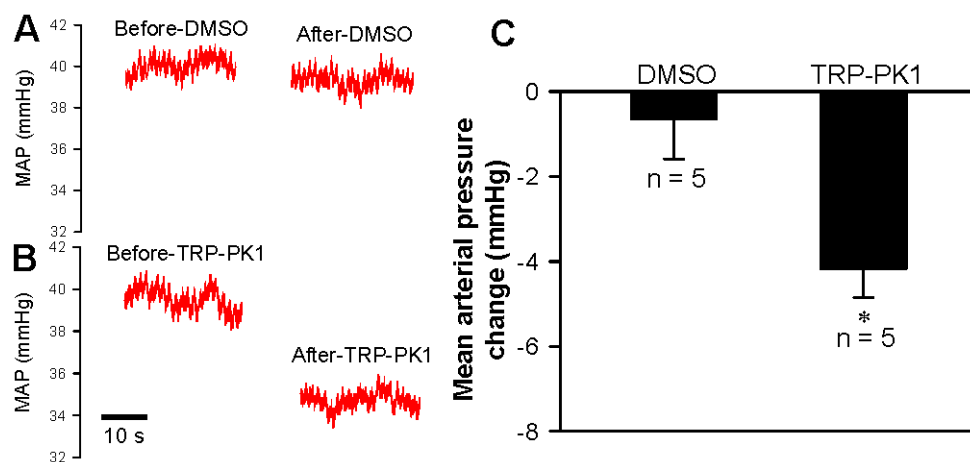 A
Before-DMSO
After-DMSO
MAP (mmHg)
42
40
38
36
34
32
B
Before-TRP-PK1
After-TRP-PK1
MAP (mmHg)
42
40
38
36
34
32
10 s
C
DMSO
TRP-PK1
Mean arterial pressure
change (mmHg)
0
-2
-4
-6
-8
n = 5
*
n = 5